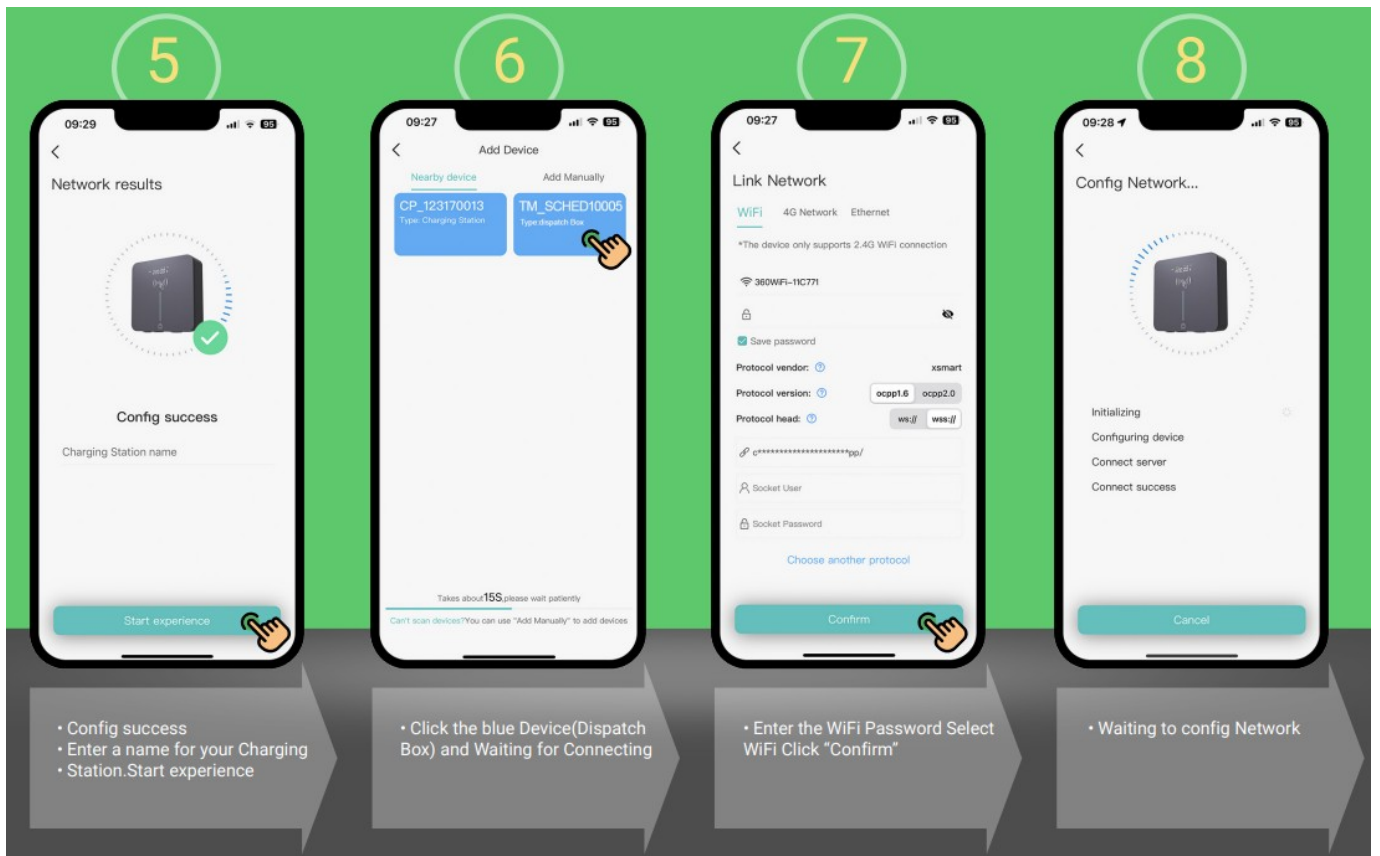 5
09:29
95
Network results
Config success
Charging Station name
Start experience
• Config success
• Enter a name for your Charging
• Station.Start experience
6
09:27
95
Add Device
Nearby device
Add Manually
CP_123170013
Type: Charging Station
TM_SCHED10005
Type:dispatch Box
Takes about15S,please wait patiently
Can't scan devices?You can use "Add Manually" to add devices
• Click the blue Device(Dispatch
Box) and Waiting for Connecting
7
09:27
95
Link Network
WiFi 4G Network Ethernet
*The device only supports 2.4G WiFi connection
360WiFi-11C771
Save password
Protocol vendor: xsmart
Protocol version: ocpp1.6 ocpp2.0
Protocol head: ws:// wss://
c**********************pp/
Socket User
Socket Password
Choose another protocol
Confirm
• Enter the WiFi Password Select
WiFi Click “Confirm”
8
09:28
95
Config Network...
Initializing
Configuring device
Connect server
Connect success
Cancel
• Waiting to config Network